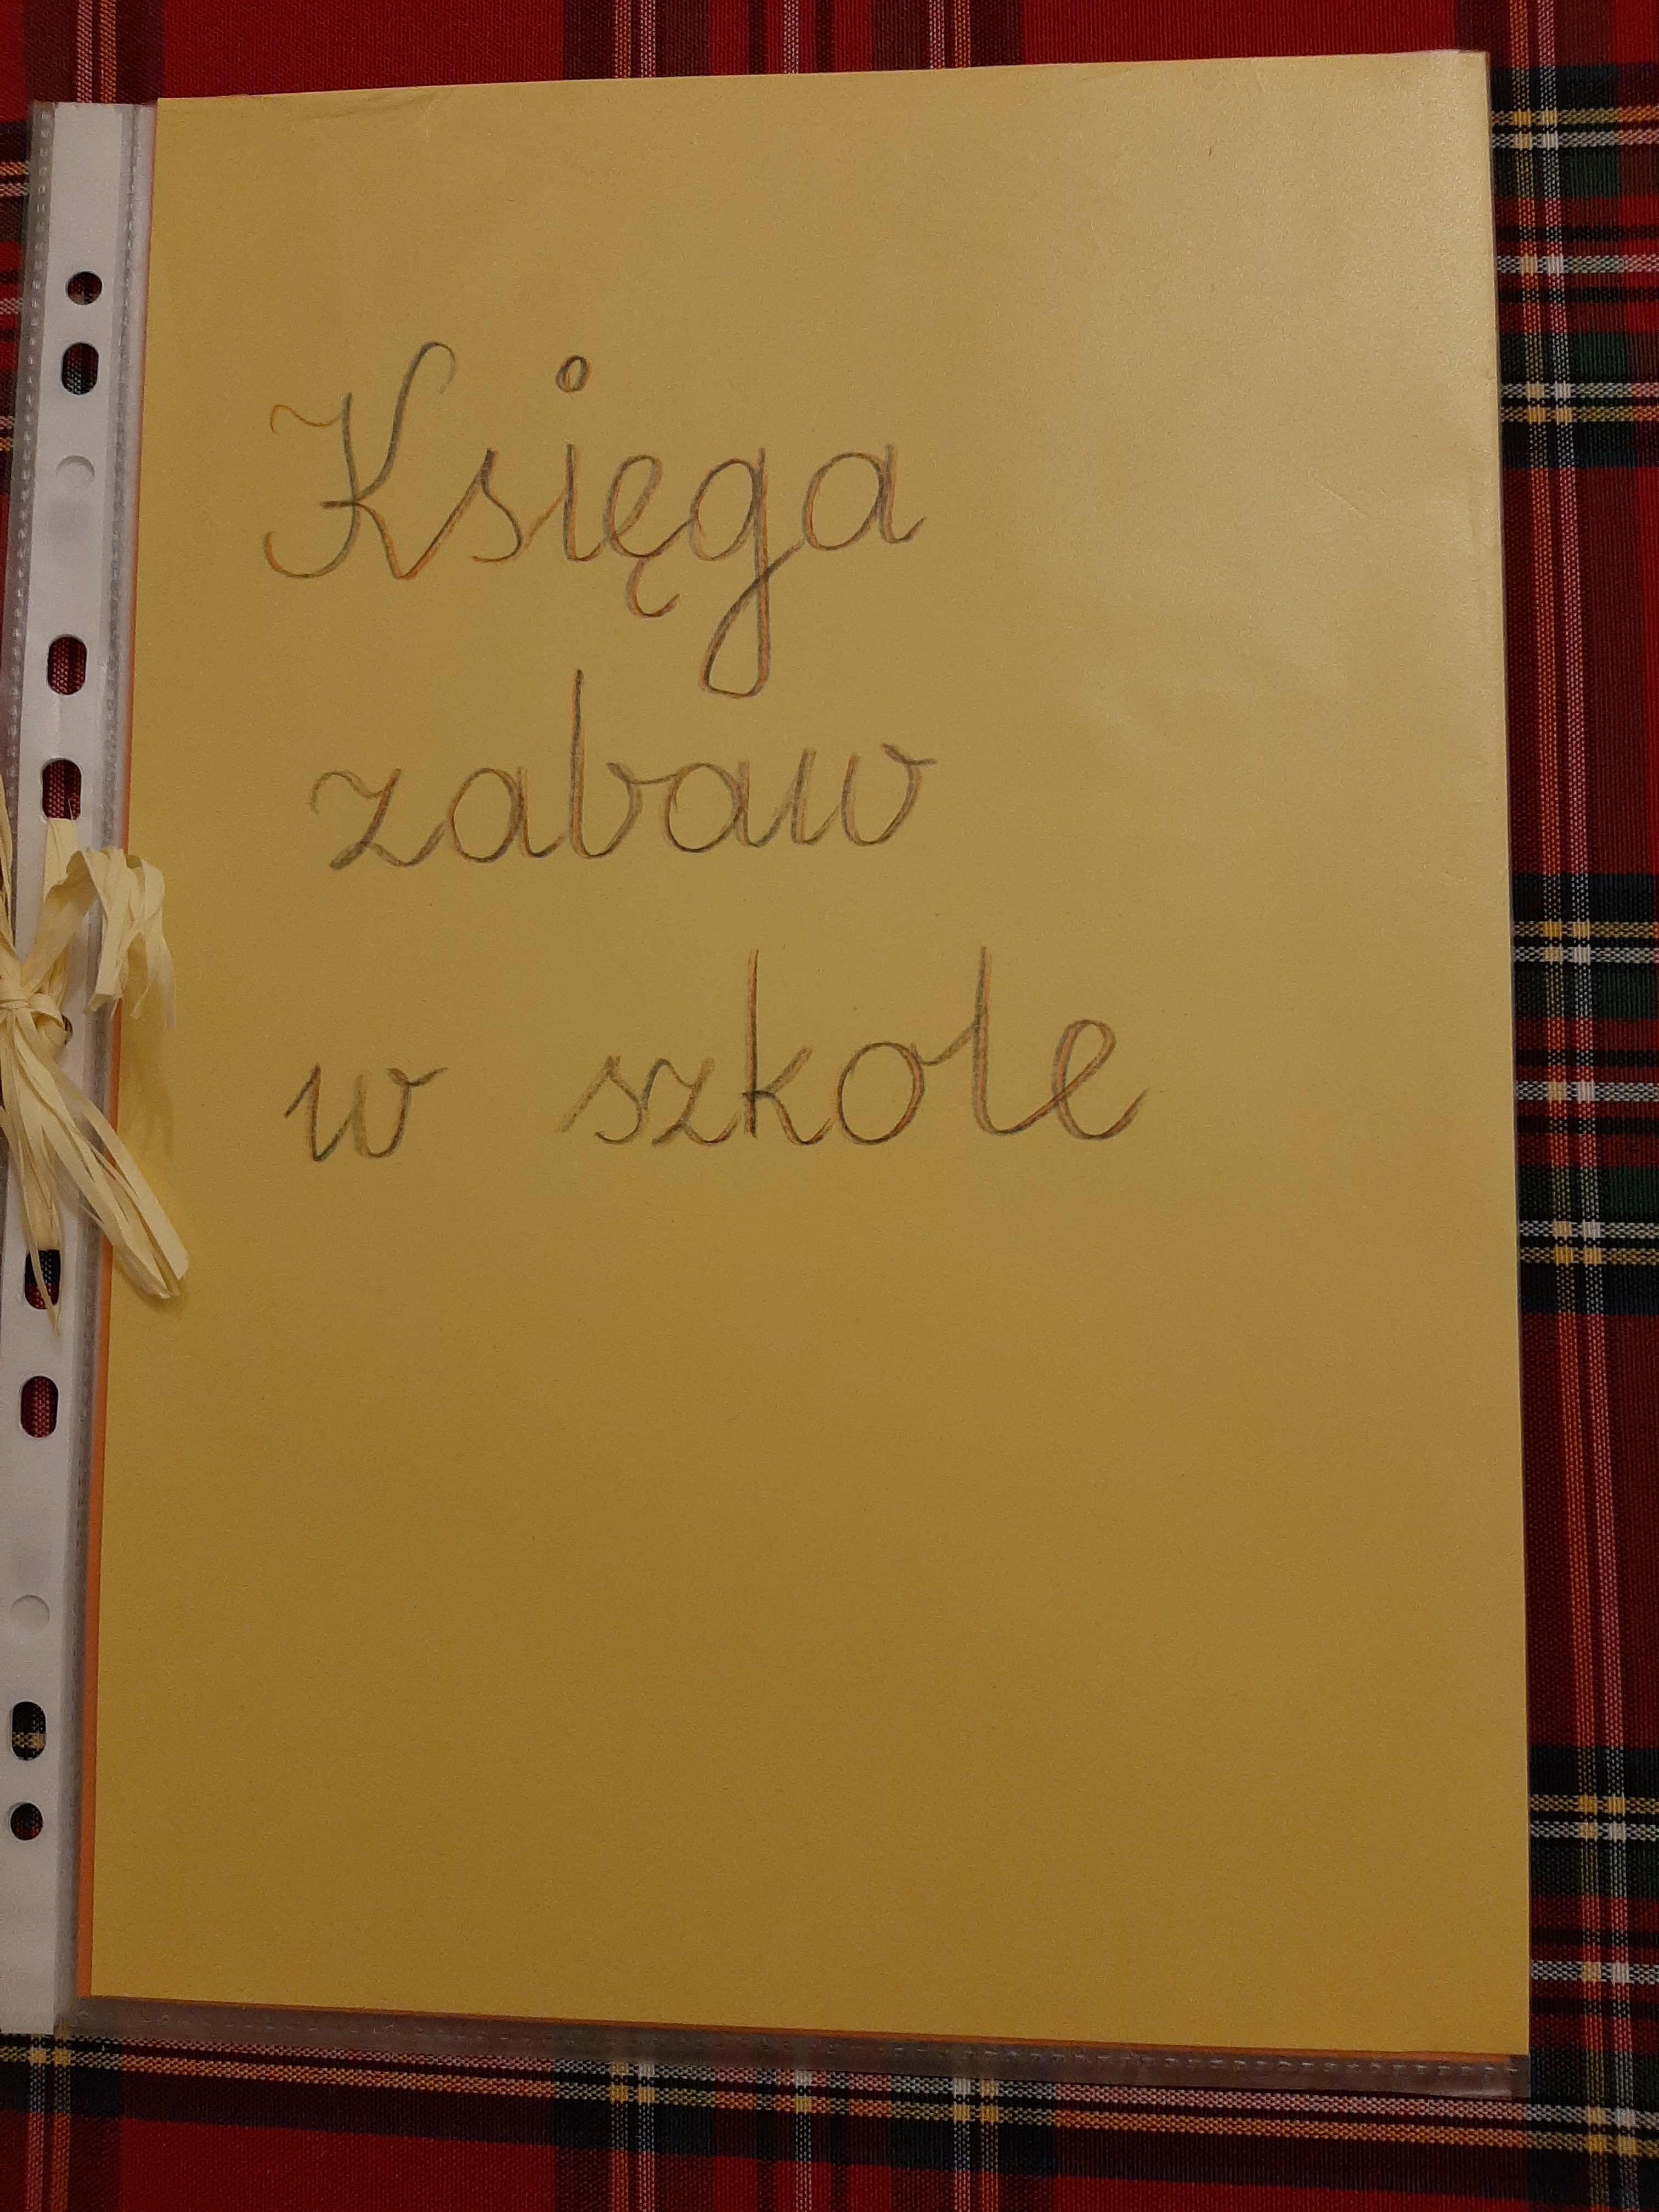 Księga
zabaw
w szkole